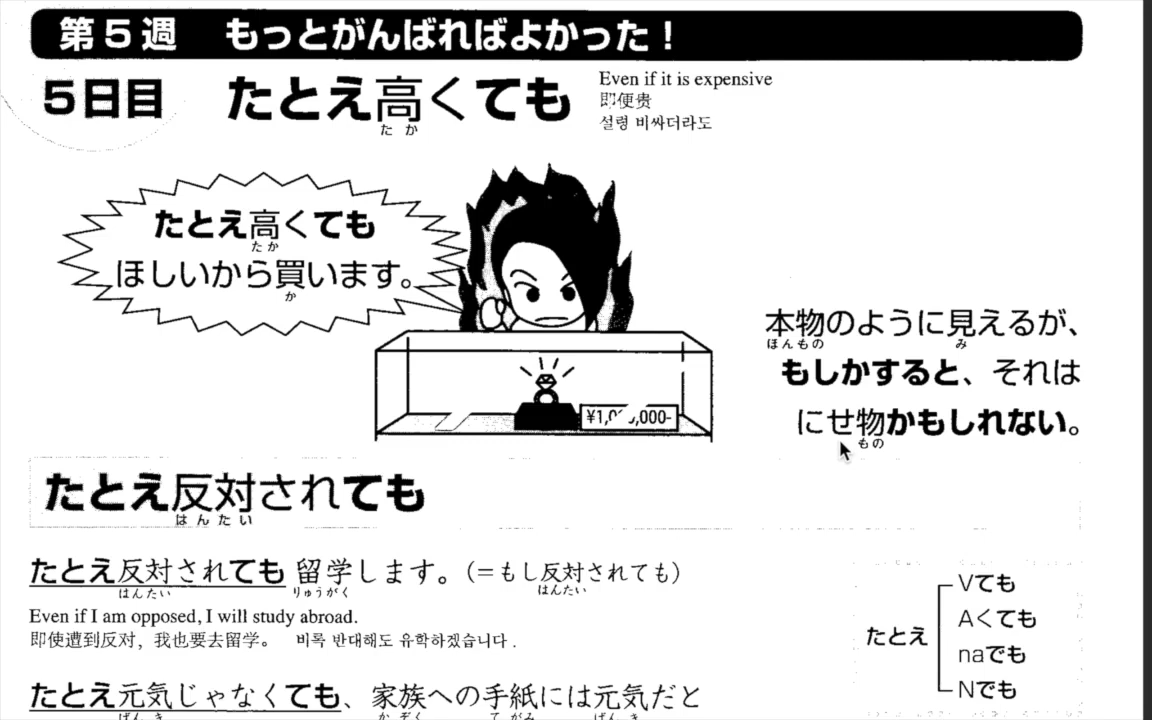 第5週 もっとがんばればよかった！
5日目 たとえ高くても
たか
Even if it is expensive
即便贵
설령 비싸더라도
たとえ高くても
たか
ほしいから買います。
か
本物のように見えるが、
ほんもの み
もしかすると、それは
にせ物かもしれない。
もの
たとえ反対されても
はんたい
たとえ反対されても 留学します。（＝もし反対されても）
はんたい りゅうがく はんたい
Even if I am opposed, I will study abroad.
即使遭到反对，我也要去留学。 비록 반대해도 유학하겠습니다.
たとえ
Vても
Aくても
naでも
Nでも
たとえ元気じゃなくても、家族への手紙には元気だと
げんき かぞく てがみ げんき